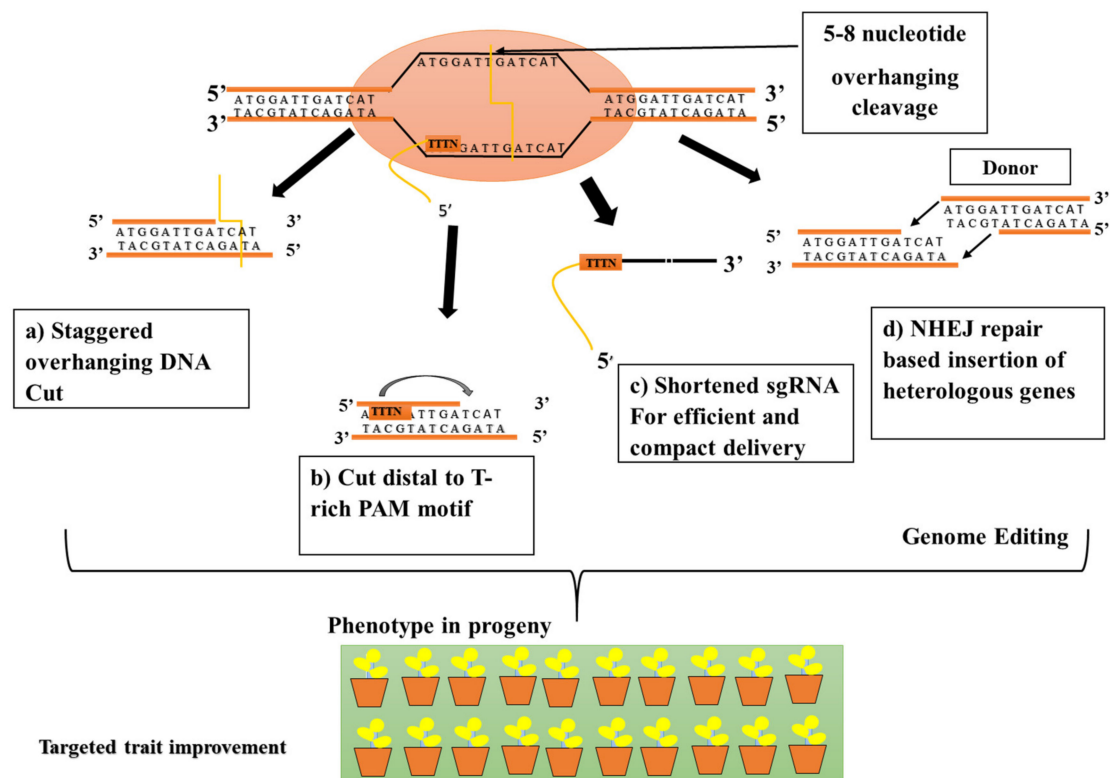 5-8 nucleotide
overhanging
cleavage
ATGGATTGATCAT
5’
3’
ATGGATTGATCAT
TACGTATCAGATA
ATGGATTGATCAT
TACGTATCAGATA
3’
5’
TTTN GATTGATCAT
5’
Donor
3’
ATGGATTGATCAT
TACGTATCAGATA
5’
5’
3’
ATGGATTGATCAT
TACGTATCAGATA
5’
3’
ATGGATTGATCAT
TACGTATCAGATA
3’
5’
TTTN
3’
5’
a) Staggered
overhanging DNA
Cut
5’
3’
A TTTN ATTGATCAT
TACGTATCAGATA
3’
5’
b) Cut distal to T-
rich PAM motif
c) Shortened sgRNA
For efficient and
compact delivery
d) NHEJ repair
based insertion of
heterologous genes
Genome Editing
Phenotype in progeny
Targeted trait improvement